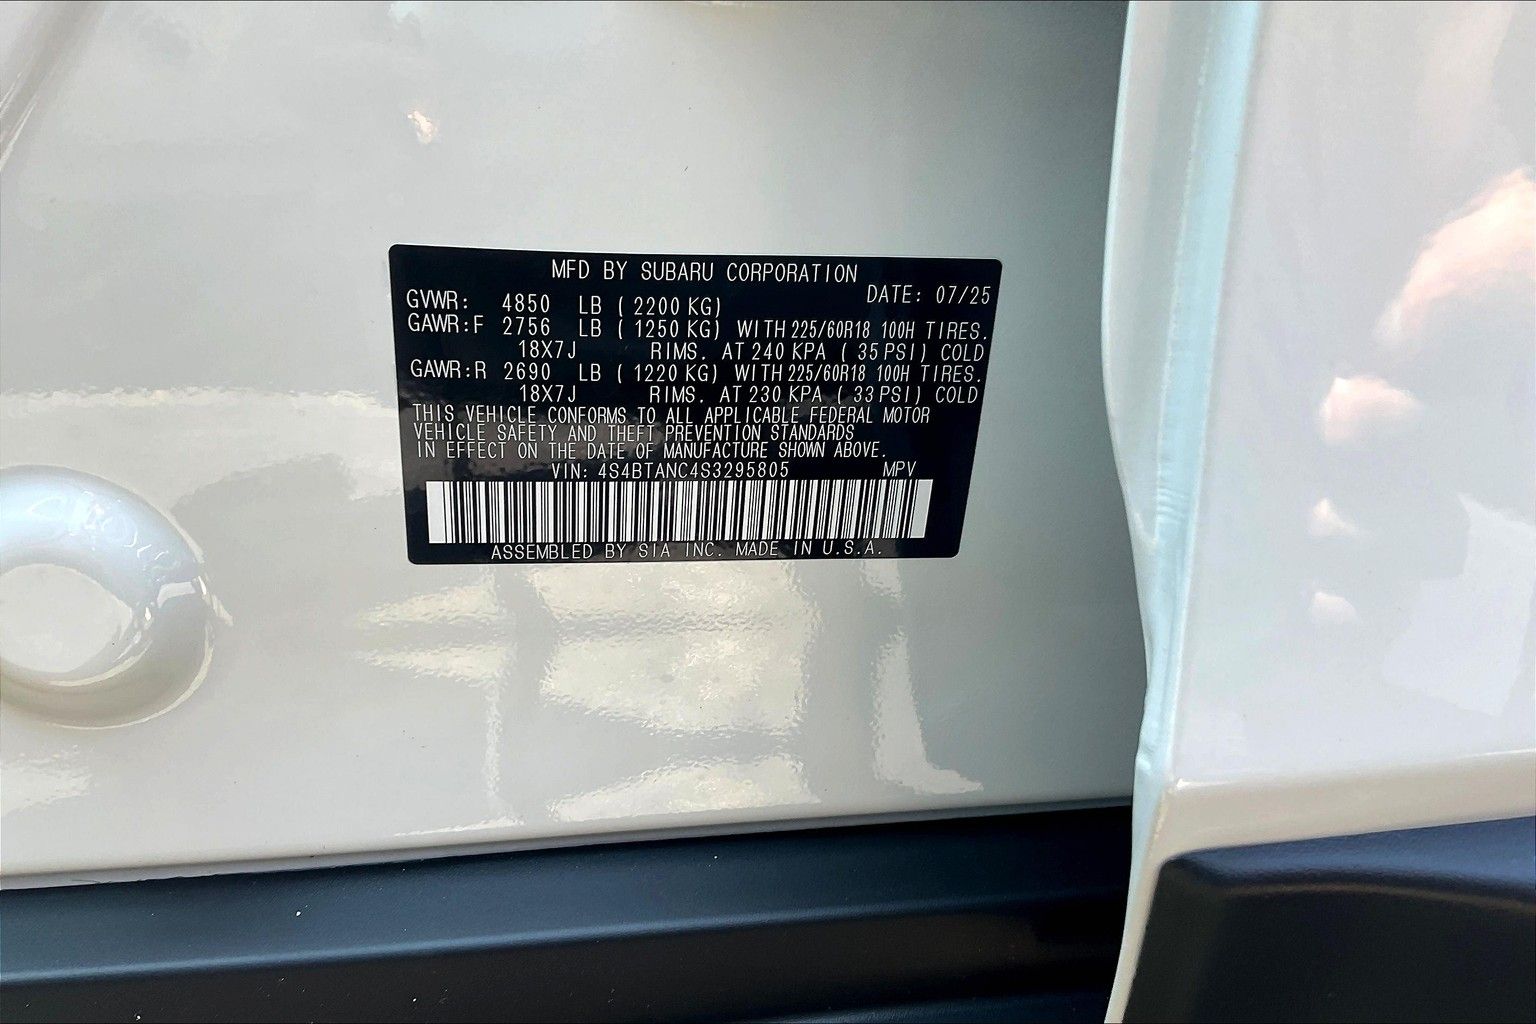 MFD BY SUBARU CORPORATION
DATE: 07/25
GVWR: 4850 LB ( 2200 KG)
GAWR:F 2756 LB ( 1250 KG) WITH 225/60R18 100H TIRES.
18X7J RIMS. AT 240 KPA ( 35 PSI) COLD
GAWR:R 2690 LB ( 1220 KG) WITH 225/60R18 100H TIRES.
18X7J RIMS. AT 230 KPA ( 33 PSI) COLD
THIS VEHICLE CONFORMS TO ALL APPLICABLE FEDERAL MOTOR
VEHICLE SAFETY AND THEFT PREVENTION STANDARDS
IN EFFECT ON THE DATE OF MANUFACTURE SHOWN ABOVE.
VIN: 4S4BTANC4S3295805 MPV
ASSEMBLED BY SIA INC. MADE IN U.S.A.